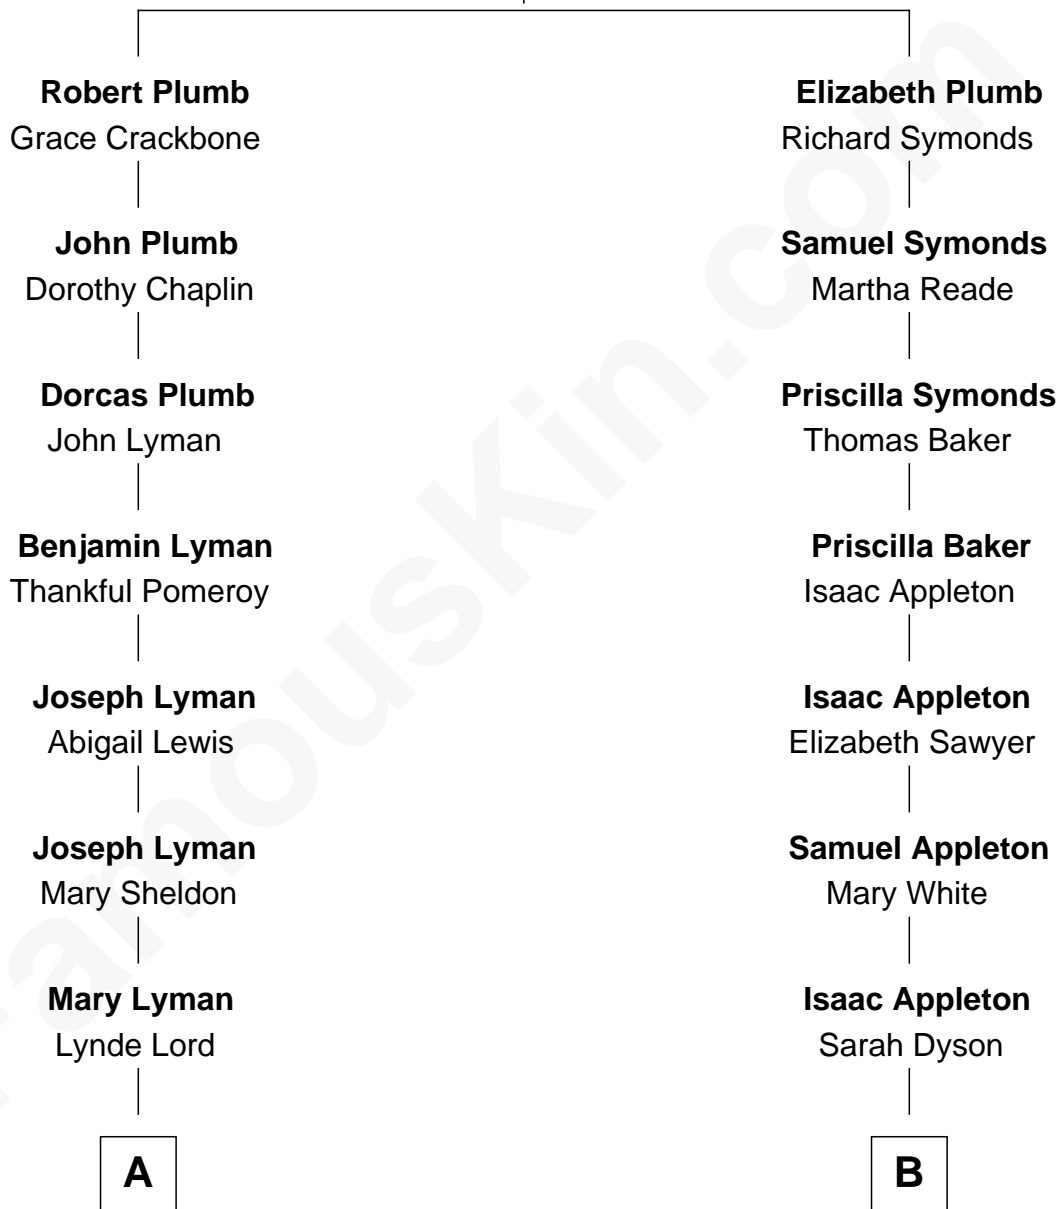 Robert Plumb
Grace Crackbone
John Plumb
Dorothy Chaplin
Dorcas Plumb
John Lyman
Benjamin Lyman
Thankful Pomeroy
Joseph Lyman
Abigail Lewis
Joseph Lyman
Mary Sheldon
Mary Lyman
Lynde Lord
A
Elizabeth Plumb
Richard Symonds
Samuel Symonds
Martha Reade
Priscilla Symonds
Thomas Baker
Priscilla Baker
Isaac Appleton
Isaac Appleton
Elizabeth Sawyer
Samuel Appleton
Mary White
Isaac Appleton
Sarah Dyson
B
FamousKin.com